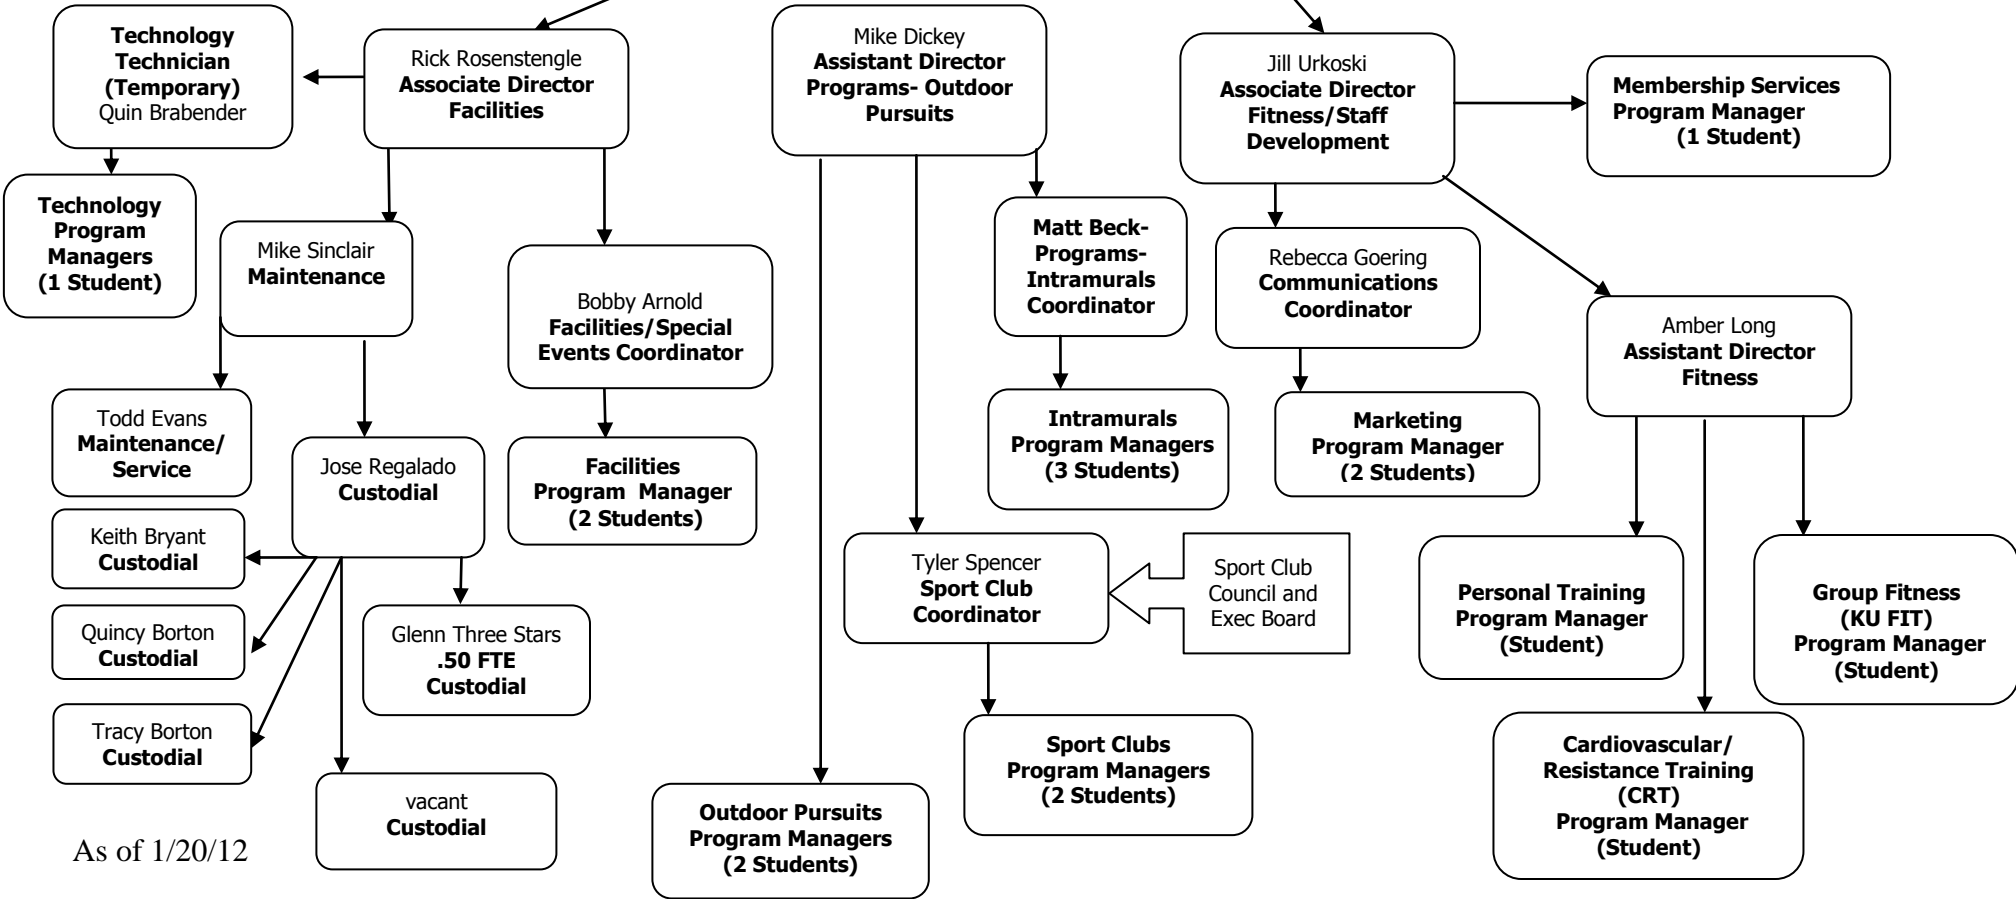 Technology
Technician
(Temporary)
Quin Brabender
Rick Rosenstengle
Associate Director
Facilities
Mike Dickey
Assistant Director
Programs- Outdoor
Pursuits
Jill Urkoski
Associate Director
Fitness/Staff
Development
Membership Services
Program Manager
(1 Student)
Technology
Program
Managers
(1 Student)
Mike Sinclair
Maintenance
Bobby Arnold
Facilities/Special
Events Coordinator
Matt Beck-
Programs-
Intramurals
Coordinator
Rebecca Goering
Communications
Coordinator
Amber Long
Assistant Director
Fitness
Todd Evans
Maintenance/
Service
Jose Regalado
Custodial
Facilities
Program  Manager
(2 Students)
Intramurals
Program Managers
(3 Students)
Marketing
Program Manager
(2 Students)
Keith Bryant
Custodial
Quincy Borton
Custodial
Tracy Borton
Custodial
Glenn Three Stars
.50 FTE
Custodial
vacant
Custodial
Tyler Spencer
Sport Club
Coordinator
Sport Club
Council and
Exec Board
Personal Training
Program Manager
(Student)
Group Fitness
(KU FIT)
Program Manager
(Student)
Sport Clubs
Program Managers
(2 Students)
Outdoor Pursuits
Program Managers
(2 Students)
Cardiovascular/
Resistance Training
(CRT)
Program Manager
(Student)
As of 1/20/12